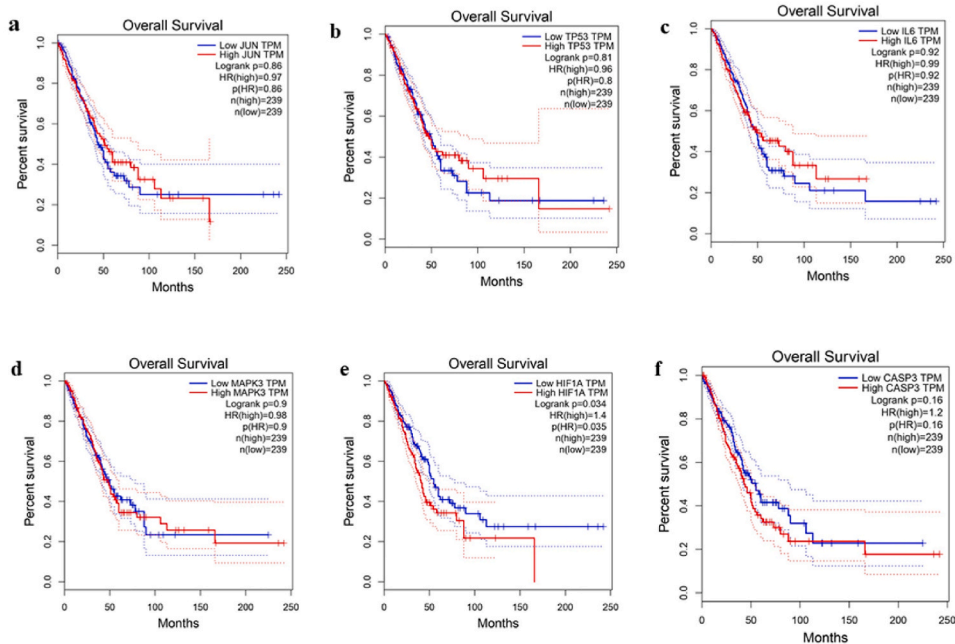 a
Overall Survival
Low JUN TPM
High JUN TPM
Logrank p=0.86
HR(high)=0.97
p(HR)=0.86
n(high)=239
n(low)=239
Percent survival
1.0
0.8
0.6
0.4
0.2
0.0
0 50 100 150 200 250
Months
b
Overall Survival
Low TP53 TPM
High TP53 TPM
Logrank p=0.81
HR(high)=0.96
p(HR)=0.8
n(high)=239
n(low)=239
Percent survival
1.0
0.8
0.6
0.4
0.2
0.0
0 50 100 150 200 250
Months
c
Overall Survival
Low IL6 TPM
High IL6 TPM
Logrank p=0.92
HR(high)=0.99
p(HR)=0.92
n(high)=239
n(low)=239
Percent survival
1.0
0.8
0.6
0.4
0.2
0.0
0 50 100 150 200 250
Months
d
Overall Survival
Low MAPK3 TPM
High MAPK3 TPM
Logrank p=0.9
HR(high)=0.98
p(HR)=0.9
n(high)=239
n(low)=239
Percent survival
1.0
0.8
0.6
0.4
0.2
0.0
0 50 100 150 200 250
Months
e
Overall Survival
Low HIF1A TPM
High HIF1A TPM
Logrank p=0.034
HR(high)=1.4
p(HR)=0.035
n(high)=239
n(low)=239
Percent survival
1.0
0.8
0.6
0.4
0.2
0.0
0 50 100 150 200 250
Months
f
Overall Survival
Low CASP3 TPM
High CASP3 TPM
Logrank p=0.16
HR(high)=1.2
p(HR)=0.16
n(high)=239
n(low)=239
Percent survival
1.0
0.8
0.6
0.4
0.2
0.0
0 50 100 150 200 250
Months